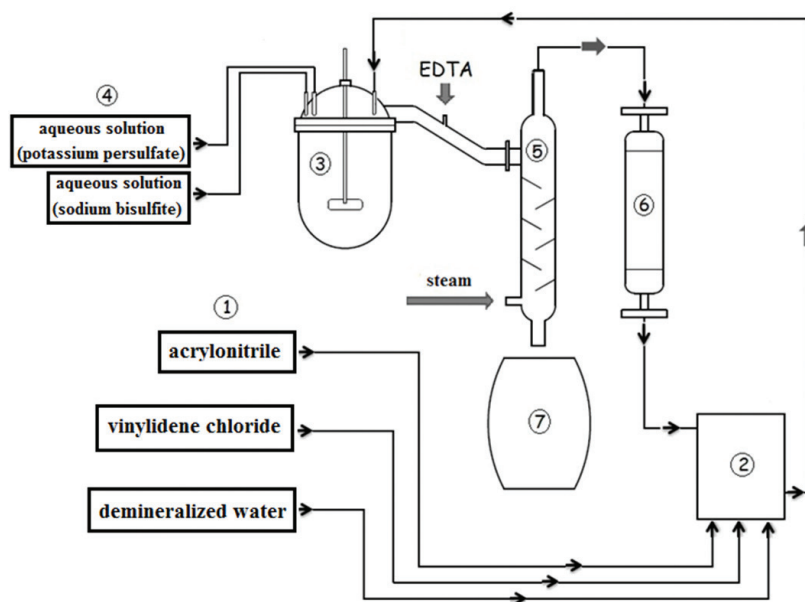 EDTA
④
aqueous solution
(potassium persulfate)
aqueous solution
(sodium bisulfite)
③
⑤
⑥
steam
①
acrylonitrile
vinylidene chloride
demineralized water
⑦
②